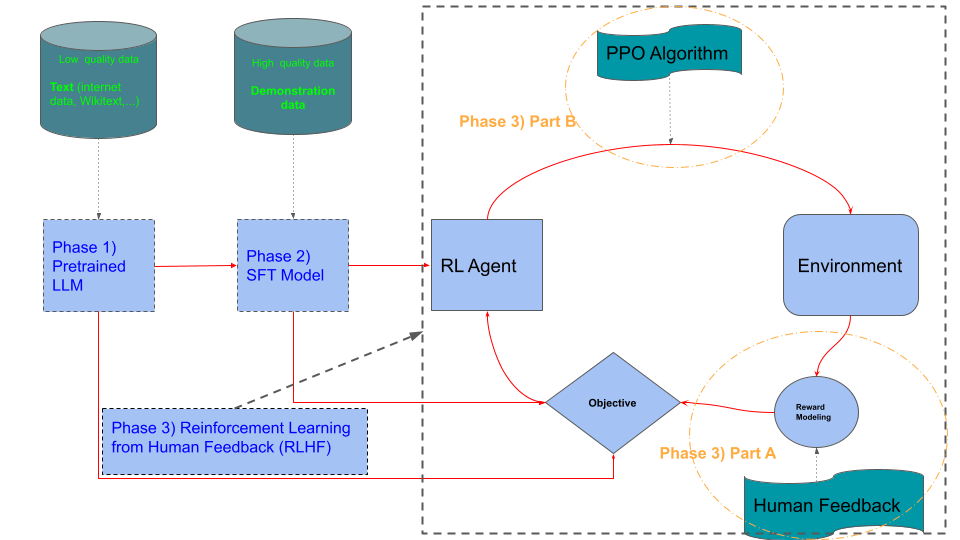 Low quality data
Text (internet
data, Wikitext,...)
High quality data
Demonstration
data
PPO Algorithm
Phase 3) Part B
Phase 1)
Pretrained
LLM
Phase 2)
SFT Model
RL Agent
Environment
Objective
Reward
Modeling
Phase 3) Reinforcement Learning
from Human Feedback (RLHF)
Phase 3) Part A
Human Feedback